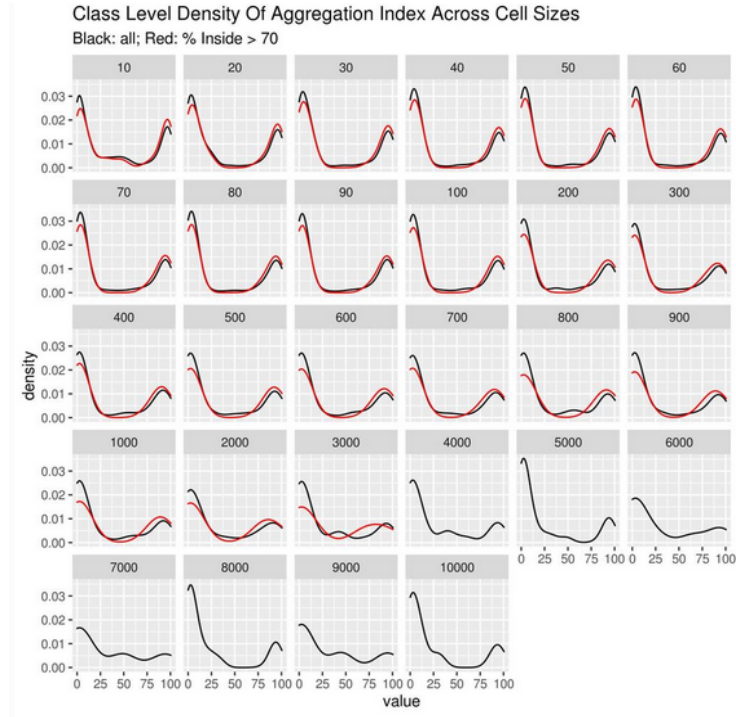 Class Level Density Of Aggregation Index Across Cell Sizes
Black: all; Red: % Inside > 70
10 20 30 40 50 60
0.03
0.02
0.01
0.00
70 80 90 100 200 300
0.03
0.02
0.01
0.00
400 500 600 700 800 900
0.03
0.02
0.01
0.00
density
1000 2000 3000 4000 5000 6000
0.03
0.02
0.01
0.00
0 25 50 75 100 0 25 50 75 100
7000 8000 9000 10000
0.03
0.02
0.01
0.00
0 25 50 75 100 0 25 50 75 100 0 25 50 75 100 0 25 50 75 100
value